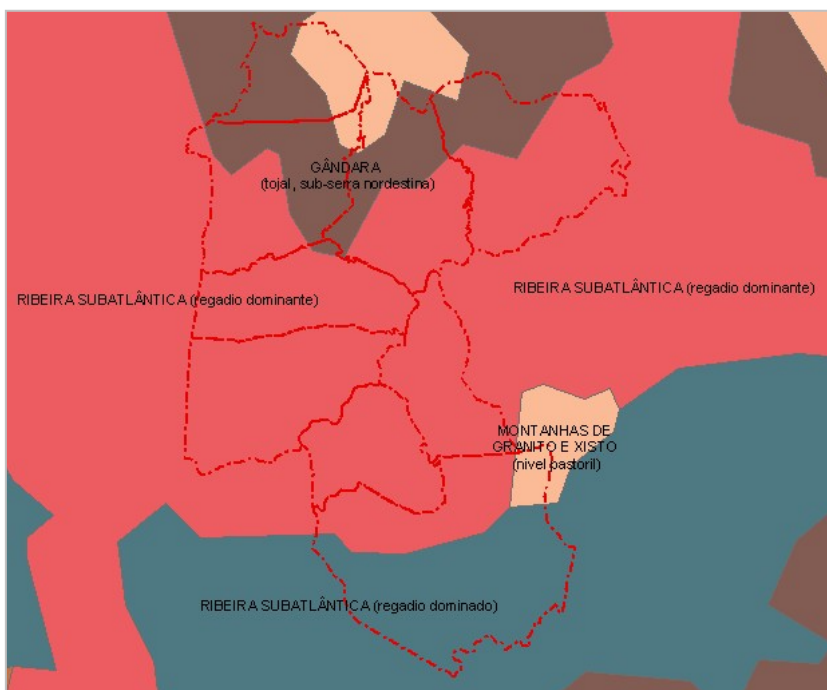 GÂNDARA
(tojal, sub-serra nordestina)
RIBEIRA SUBATLÂNTICA (regadio dominante)
RIBEIRA SUBATLÂNTICA (regadio dominante)
MONTANHAS DE
GRANITO E XISTO
(nivel pastoril)
RIBEIRA SUBATLÂNTICA (regadio dominado)